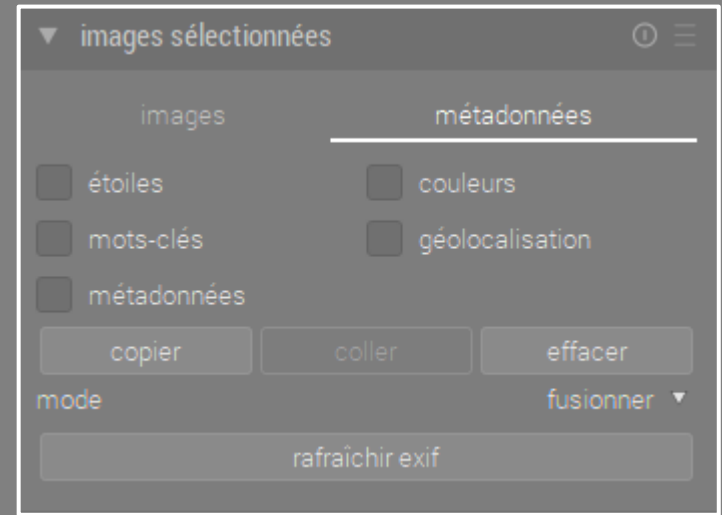 images sélectionnées
images métadonnées
étoiles couleurs
mots-clés géolocalisation
métadonnées
copier coller effacer
mode fusionner
rafraîchir exif